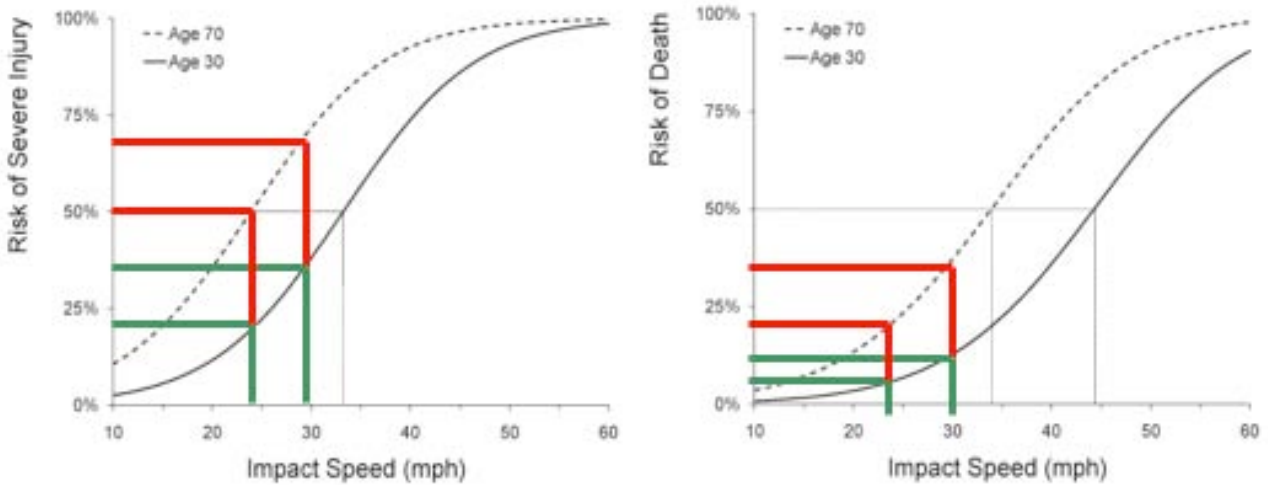 Risk of Severe Injury
100%
75%
50%
25%
0%
Age 70
Age 30
10 20 30 40 50 60
Impact Speed (mph)
Risk of Death
100%
75%
50%
25%
0%
Age 70
Age 30
10 20 30 40 50 60
Impact Speed (mph)